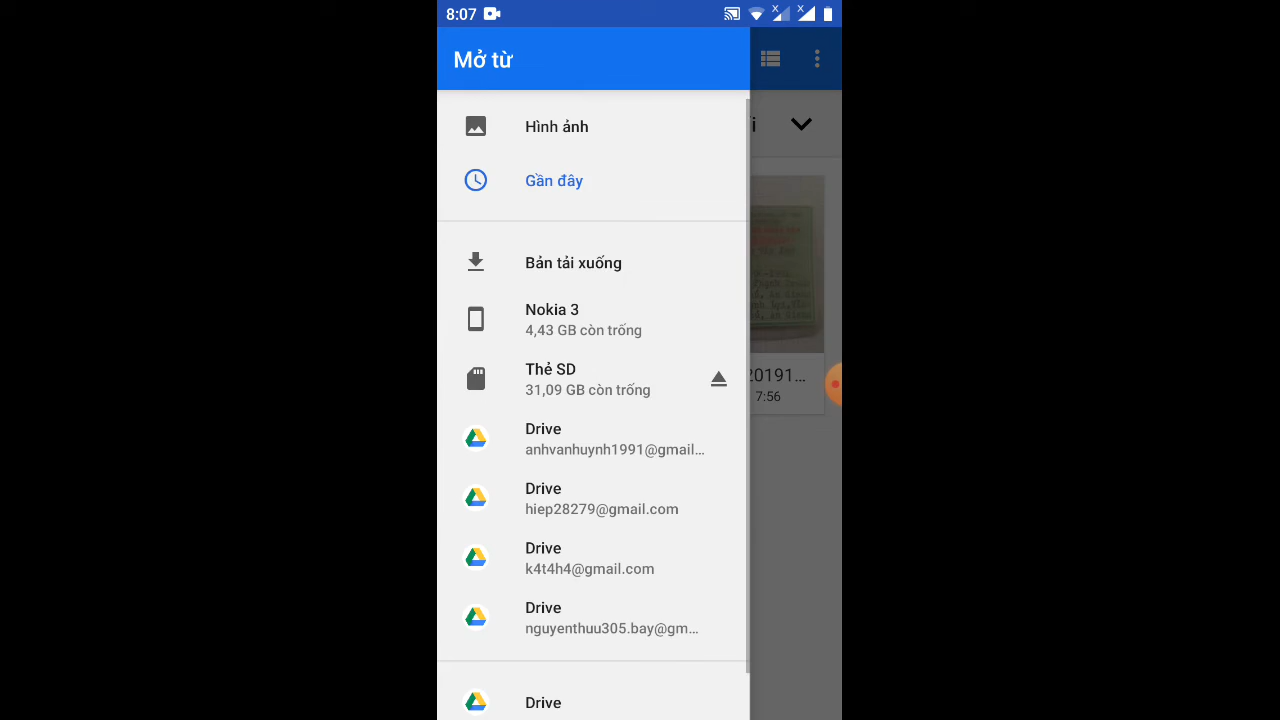 8:07
Mở từ
Hình ảnh
Gần đây
i
Bản tải xuống
Nokia 3
4,43 GB còn trống
Thẻ SD
31,09 GB còn trống
20191...
7:56
Drive
anhvanhuynh1991@gmail...
Drive
hiep28279@gmail.com
Drive
k4t4h4@gmail.com
Drive
nguyenthuu305.bay@gm...
Drive